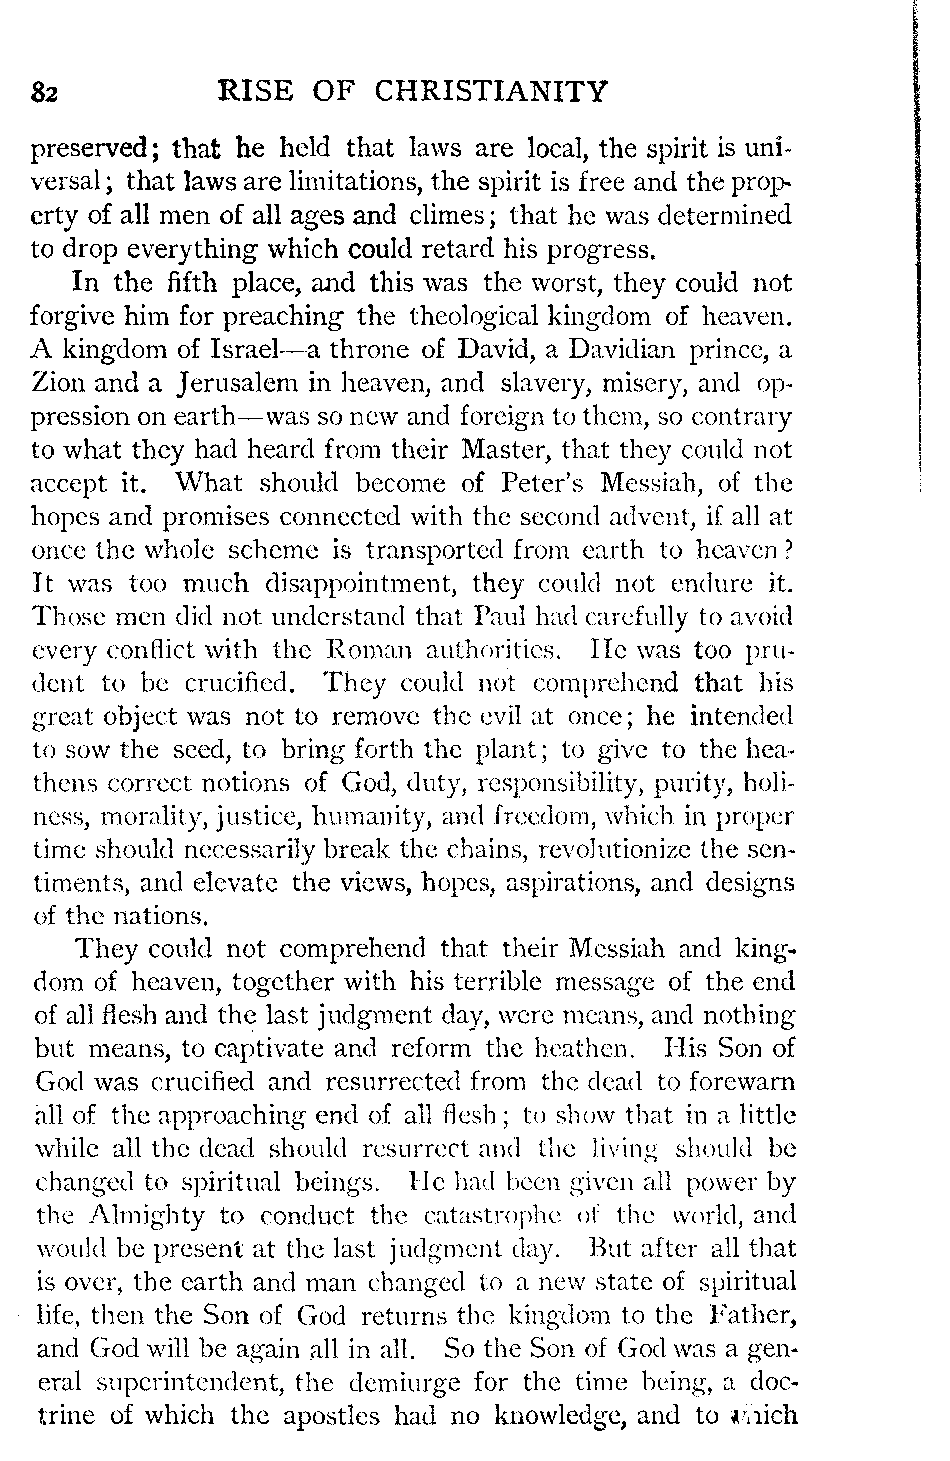 82 RISE OF CHRISTIANITY
preserved; that he held that laws are local, the spirit is uni-
versal; that laws are limitations, the spirit is free and the prop-
erty of all men of all ages and climes; that he was determined
to drop everything which could retard his progress.
In the fifth place, and this was the worst, they could not
forgive him for preaching the theological kingdom of heaven.
A kingdom of Israel—a throne of David, a Davidian prince, a
Zion and a Jerusalem in heaven, and slavery, misery, and op-
pression on earth—was so new and foreign to them, so contrary
to what they had heard from their Master, that they could not
accept it. What should become of Peter's Messiah, of the
hopes and promises connected with the second advent, if all at
once the whole scheme is transported from earth to heaven?
It was too much disappointment, they could not endure it.
Those men did not understand that Paul had carefully to avoid
every conflict with the Roman authorities. He was too pru-
dent to be crucified. They could not comprehend that his
great object was not to remove the evil at once; he intended
to sow the seed, to bring forth the plant; to give to the hea-
thens correct notions of God, duty, responsibility, purity, holi-
ness, morality, justice, humanity, and freedom, which in proper
time should necessarily break the chains, revolutionize the sen-
timents, and elevate the views, hopes, aspirations, and designs
of the nations.
They could not comprehend that their Messiah and king-
dom of heaven, together with his terrible message of the end
of all flesh and the last judgment day, were means, and nothing
but means, to captivate and reform the heathen. His Son of
God was crucified and resurrected from the dead to forewarn
all of the approaching end of all flesh; to show that in a little
while all the dead should resurrect and the living should be
changed to spiritual beings. He had been given all power by
the Almighty to conduct the catastrophe of the world, and
would be present at the last judgment day. But after all that
is over, the earth and man changed to a new state of spiritual
life, then the Son of God returns the kingdom to the Father,
and God will be again all in all. So the Son of God was a gen-
eral superintendent, the demiurge for the time being, a doc-
trine of which the apostles had no knowledge, and to which